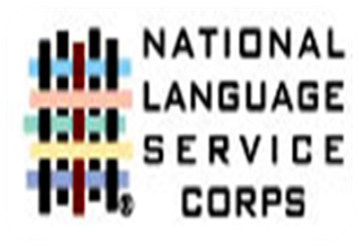 NATIONAL
LANGUAGE
SERVICE
CORPS
®